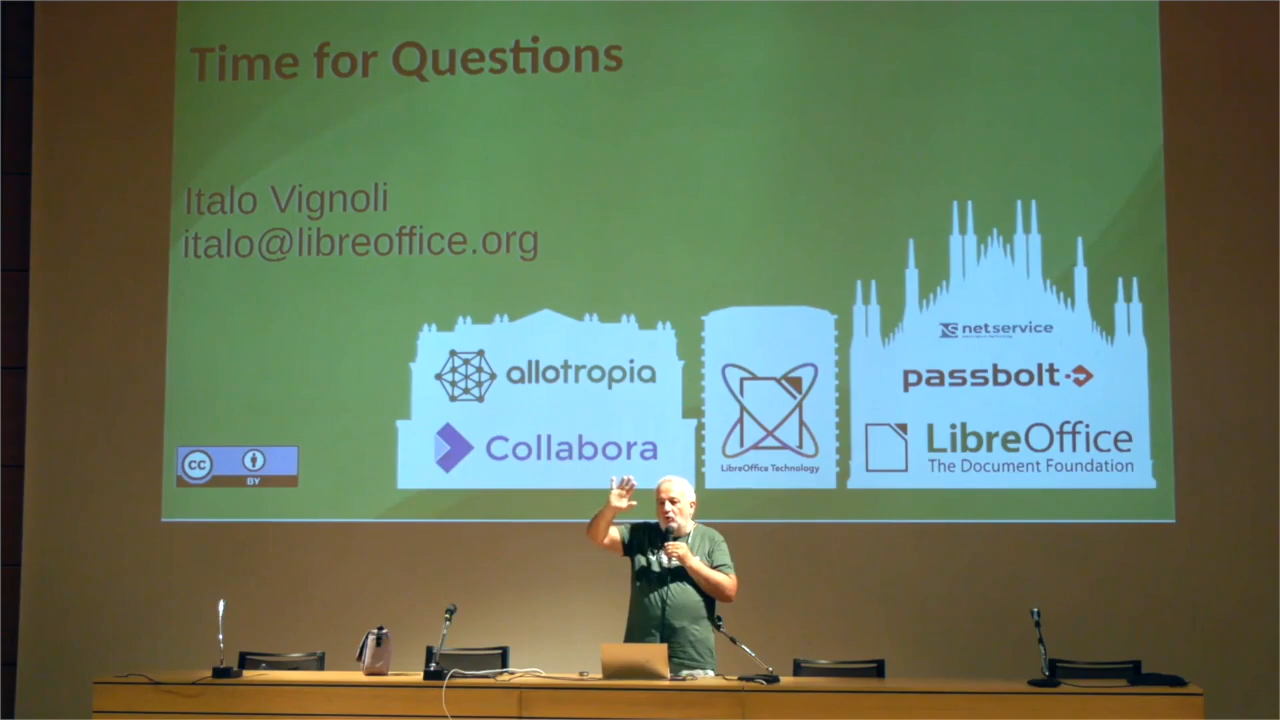 Time for Questions
Italo Vignoli
italo@libreoffice.org
netservice
allotropia
passbolt
Collabora
LibreOffice Technology
LibreOffice
The Document Foundation
cc
BY